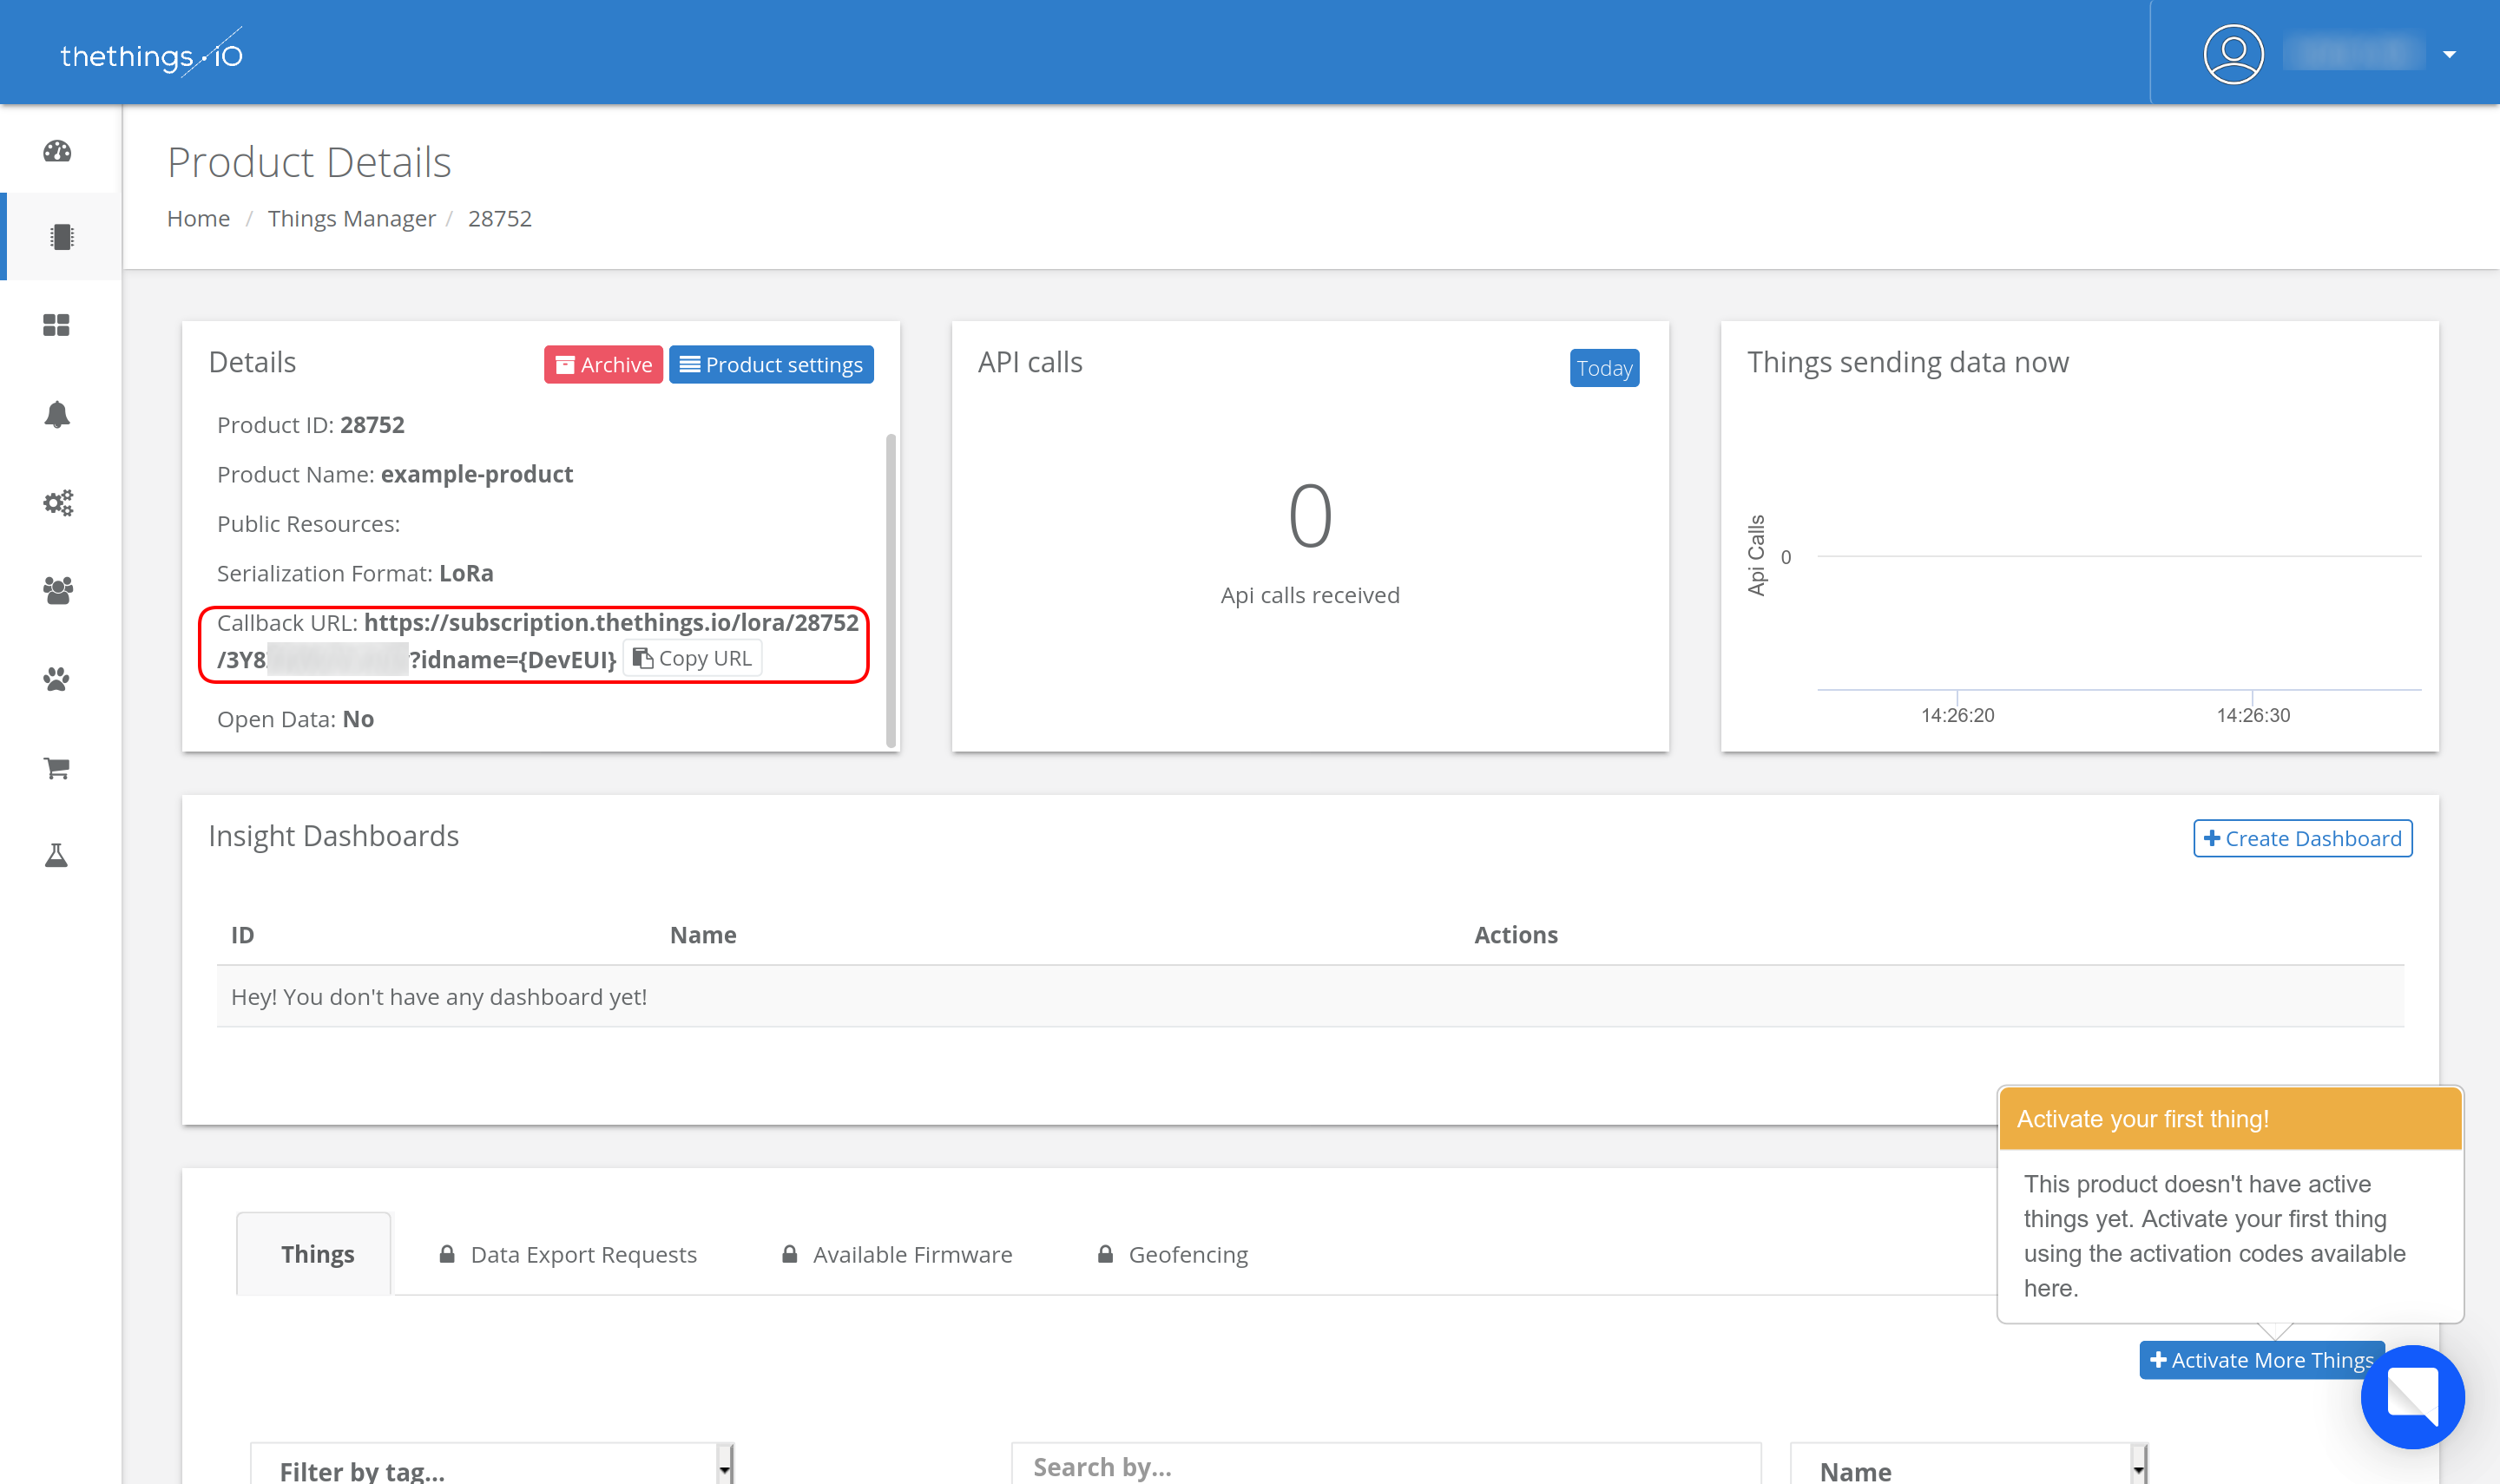 thethings.iO
Product Details
Home / Things Manager / 28752
Details
Archive
Product settings
Product ID: 28752
Product Name: example-product
Public Resources:
Serialization Format: LoRa
Callback URL: https://subscription.thethings.io/lora/28752
/3Y8 ?idname={DevEUI} Copy URL
Open Data: No
API calls
Today
0
Api calls received
Things sending data now
Api Calls
0
14:26:20
14:26:30
Insight Dashboards
Create Dashboard
ID Name Actions
Hey! You don't have any dashboard yet!
Activate your first thing!
This product doesn't have active
things yet. Activate your first thing
using the activation codes available
here.
Things
Data Export Requests
Available Firmware
Geofencing
Activate More Things
Filter by tag...
Search by...
Name